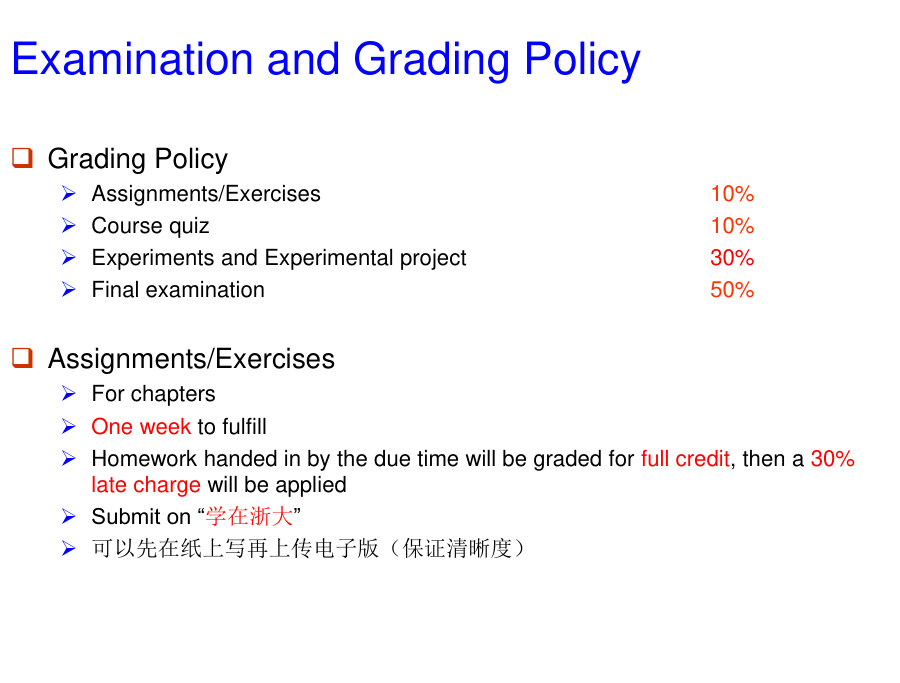 Examination and Grading Policy
Grading Policy
Assignments/Exercises 10%
Course quiz 10%
Experiments and Experimental project 30%
Final examination 50%
Assignments/Exercises
For chapters
One week to fulfill
Homework handed in by the due time will be graded for full credit, then a 30%
late charge will be applied
Submit on “学在浙大”
可以先在纸上写再上传电子版（保证清晰度）